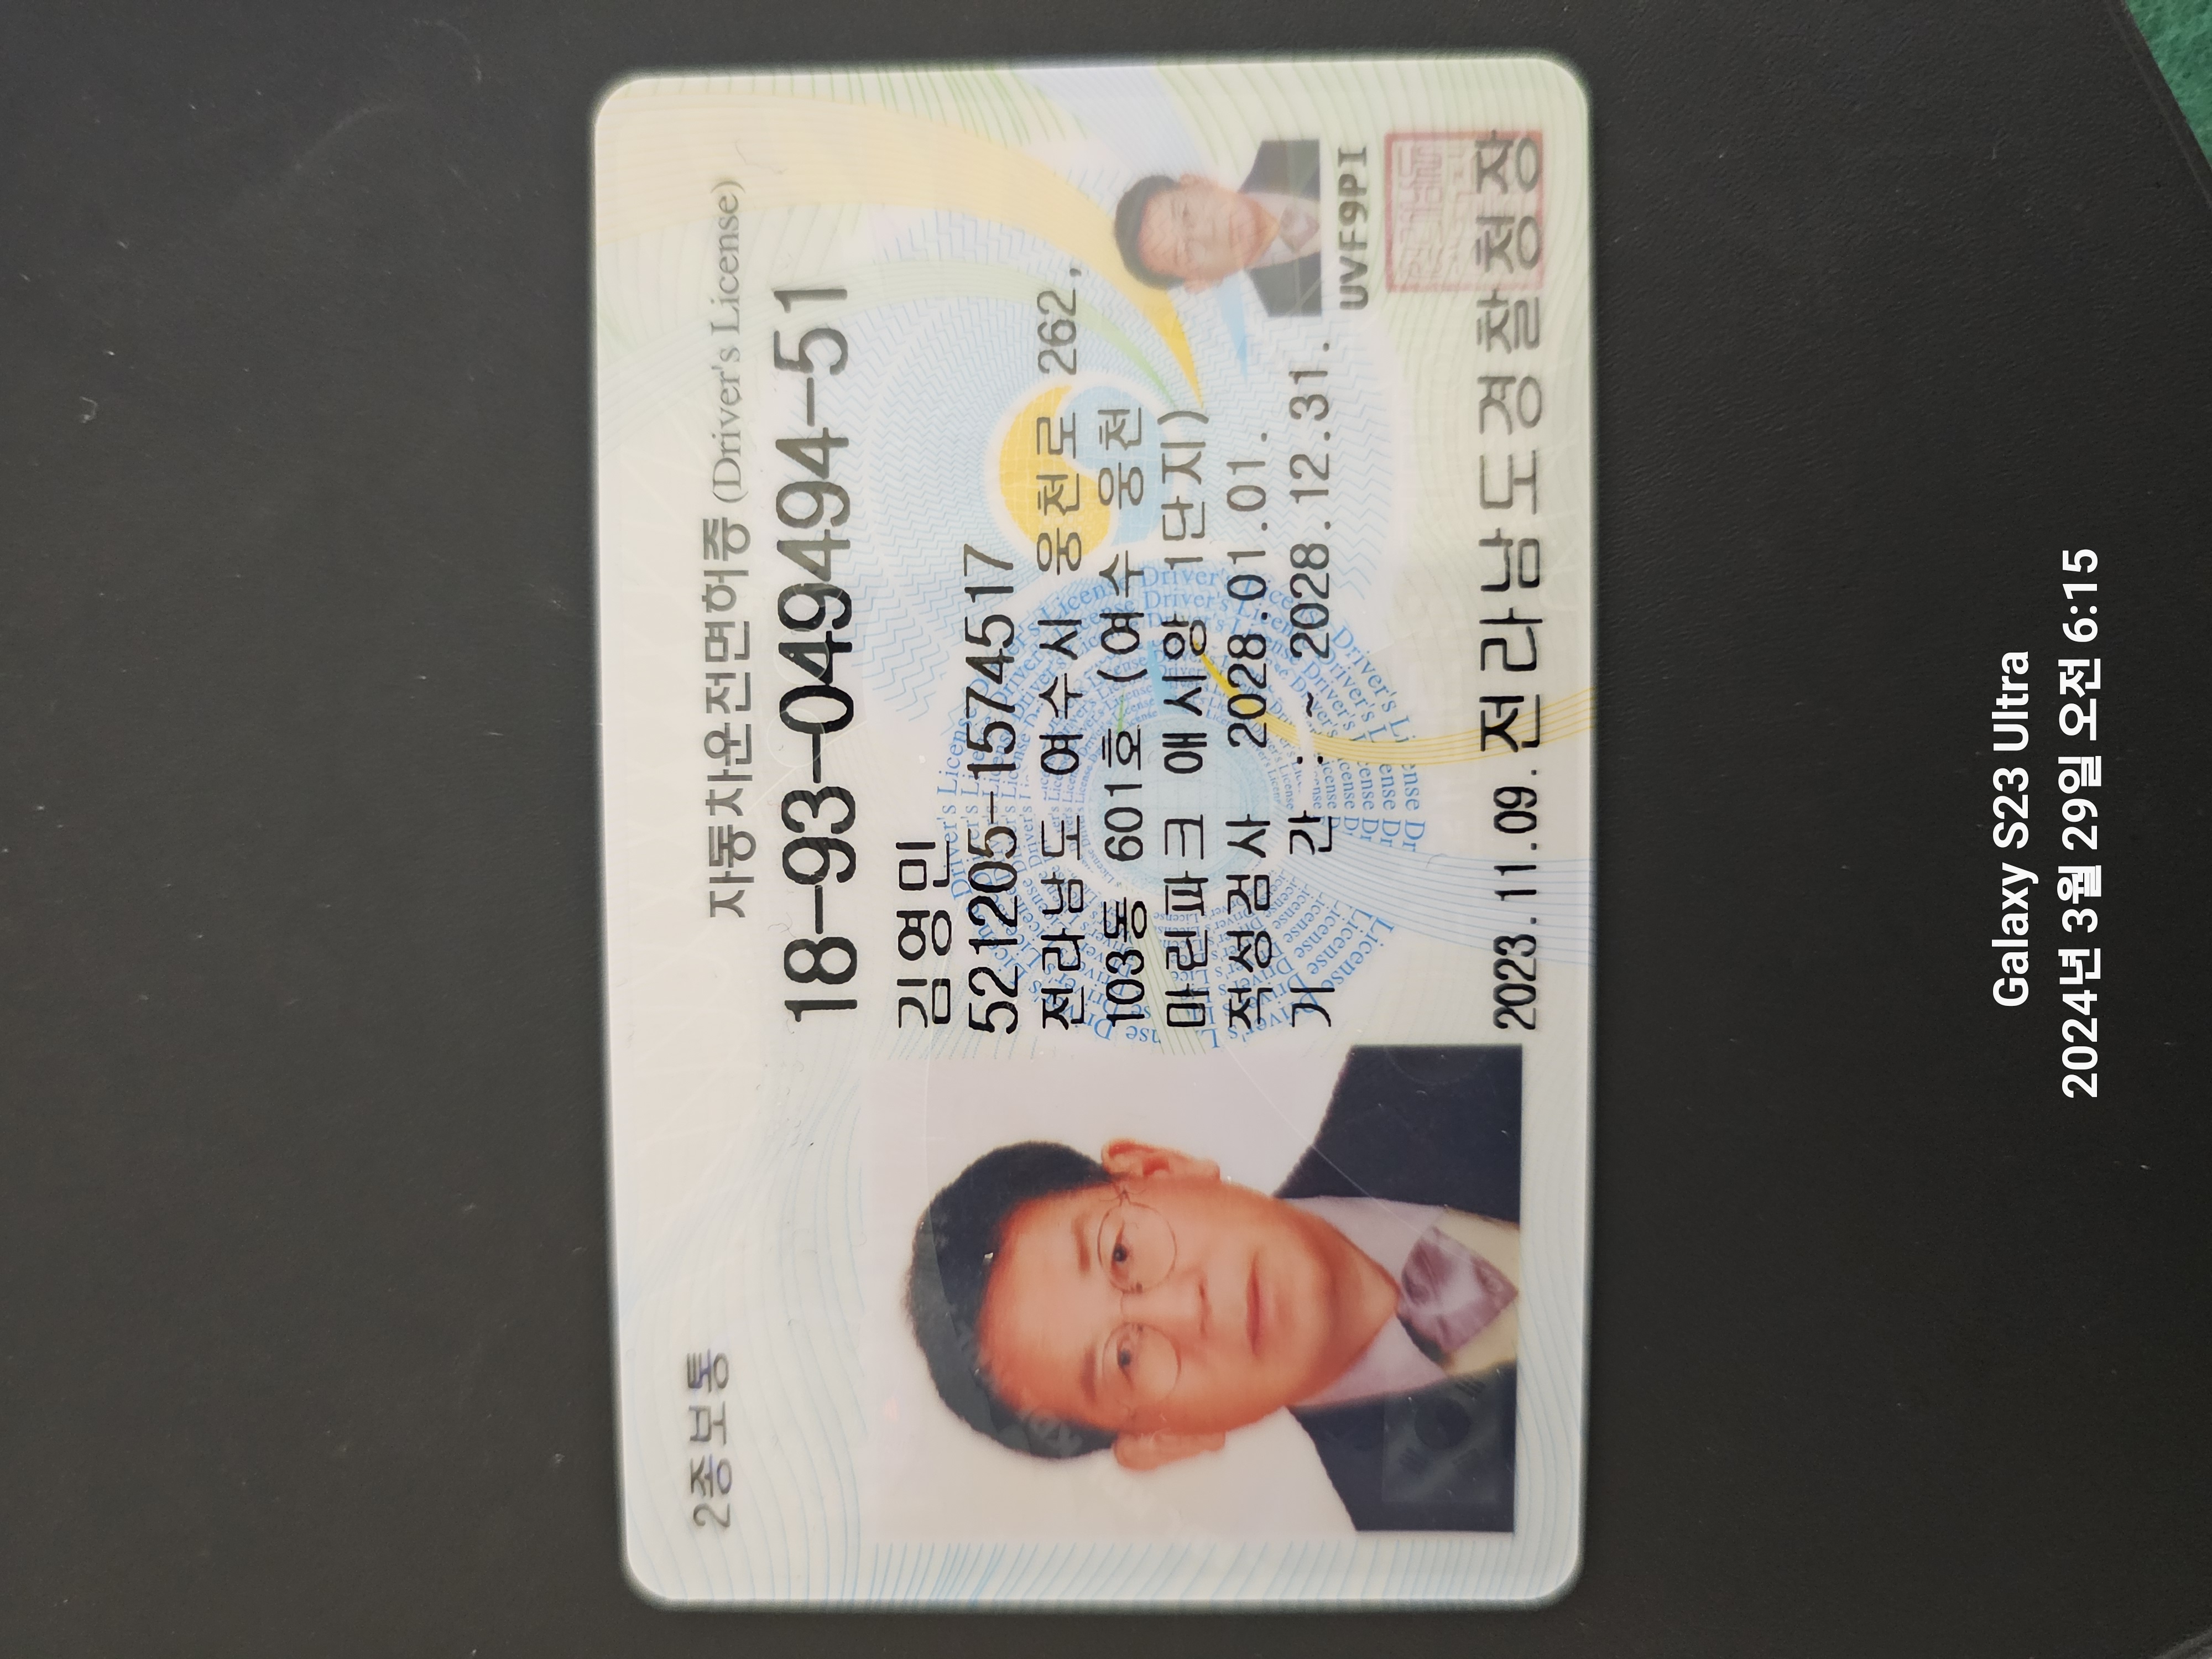 2종보통
자동차운전면허증 (Driver's License)
18-93-049494-51
김영민
521205-1574517
전라남도 여수시 웅천로 262,
103동 601호 (여수 웅천
마린파크 애시앙 1단지)
적성검사 2028.01.01.
기 간 : ~ 2028.12.31.
UVF9PI
2023.11.09. 전라남도경찰청장
Galaxy S23 Ultra
2024년 3월 29일 오전 6:15